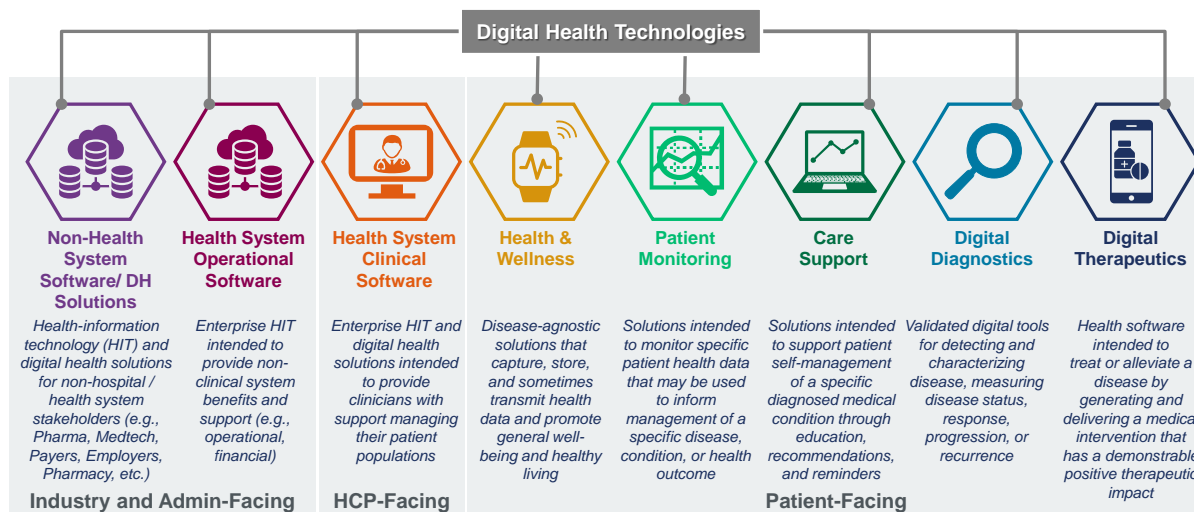 Digital Health Technologies
Non-Health
System
Software/ DH
Solutions
Health-information
technology (HIT) and
digital health solutions
for non-hospital /
health system
stakeholders (e.g.,
Pharma, Medtech,
Payers, Employers,
Pharmacy, etc.)
Health System
Operational
Software
Enterprise HIT
intended to
provide non-
clinical system
benefits and
support (e.g.,
operational,
financial)
Industry and Admin-Facing
Health System
Clinical
Software
Enterprise HIT and
digital health
solutions intended
to provide
clinicians with
support managing
their patient
populations
HCP-Facing
Health &
Wellness
Disease-agnostic
solutions that
capture, store,
and sometimes
transmit health
data and promote
general well-
being and healthy
living
Patient
Monitoring
Solutions intended
to monitor specific
patient health data
that may be used
to inform
management of a
specific disease,
condition, or health
outcome
Care
Support
Solutions intended
to support patient
self-management
of a specific
diagnosed medical
condition through
education,
recommendations,
and reminders
Digital
Diagnostics
Validated digital tools
for detecting and
characterizing
disease, measuring
disease status,
response,
progression, or
recurrence
Digital
Therapeutics
Health software
intended to
treat or alleviate a
disease by
generating and
delivering a medical
intervention that
has a demonstrable
positive therapeutic
impact
Patient-Facing